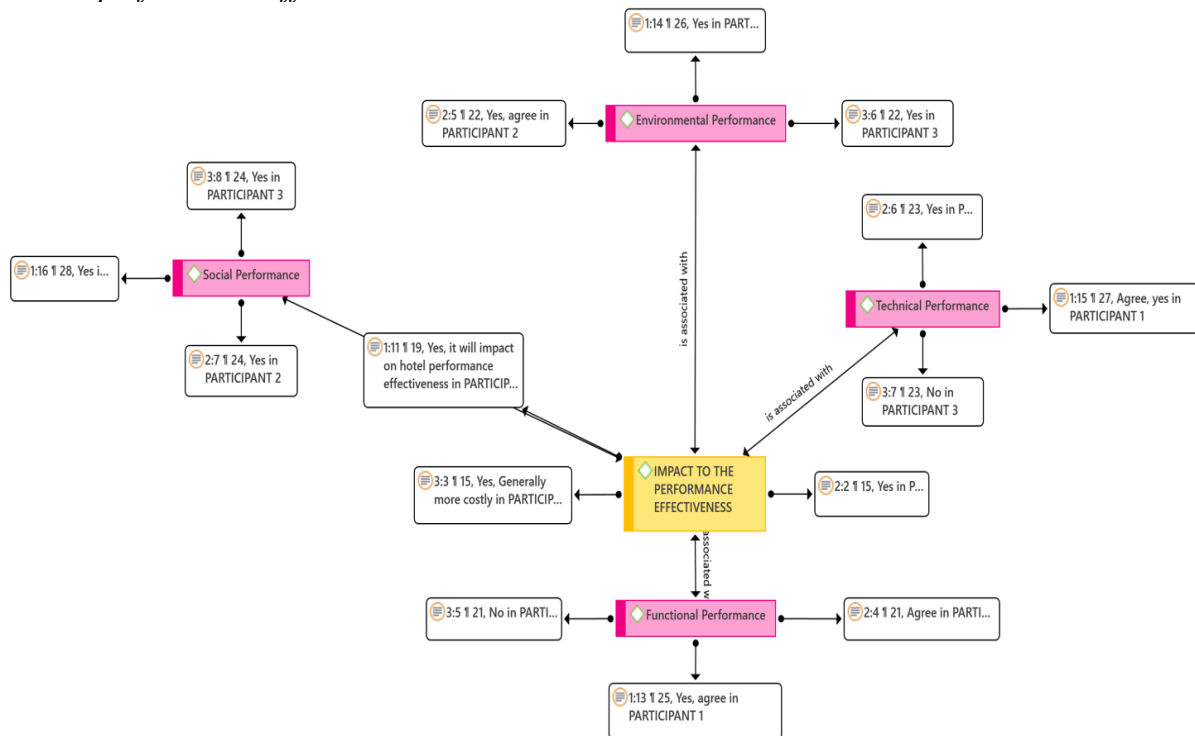 1:14 ¶ 26, Yes in PART...
2:5 ¶ 22, Yes, agree in
PARTICIPANT 2
Environmental Performance
3:6 ¶ 22, Yes in
PARTICIPANT 3
3:8 ¶ 24, Yes in
PARTICIPANT 3
2:6 ¶ 23, Yes in P...
1:16 ¶ 28, Yes i...
Social Performance
is associated with
Technical Performance
1:15 ¶ 27, Agree, yes in
PARTICIPANT 1
2:7 ¶ 24, Yes in
PARTICIPANT 2
1:11 ¶ 19, Yes, it will impact
on hotel performance
effectiveness in PARTICIP...
is associated with
3:7 ¶ 23, No in
PARTICIPANT 3
3:3 ¶ 15, Yes, Generally
more costly in PARTICIP...
IMPACT TO THE
PERFORMANCE
EFFECTIVENESS
2:2 ¶ 15, Yes in P...
associated w
3:5 ¶ 21, No in PARTI...
Functional Performance
2:4 ¶ 21, Agree in PARTI...
1:13 ¶ 25, Yes, agree in
PARTICIPANT 1